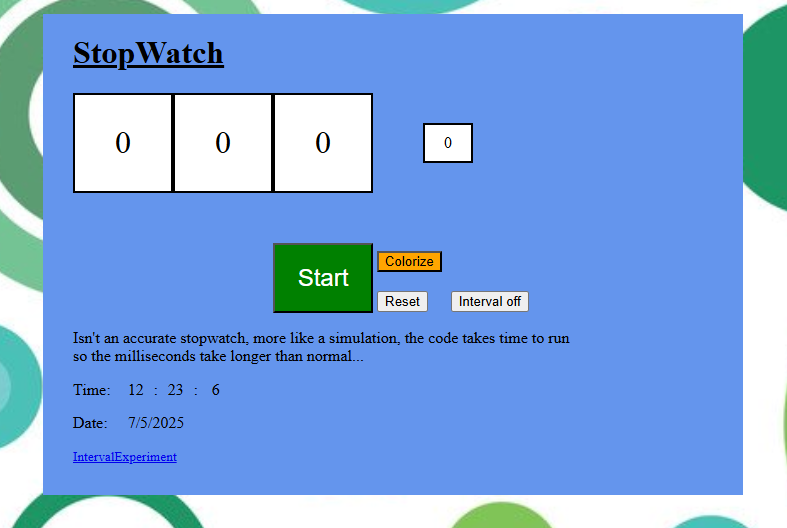 StopWatch
0 0 0 0
Start
Colorize
Reset Interval off
Isn't an accurate stopwatch, more like a simulation, the code takes time to run
so the milliseconds take longer than normal...
Time: 12 : 23 : 6
Date: 7/5/2025
IntervalExperiment